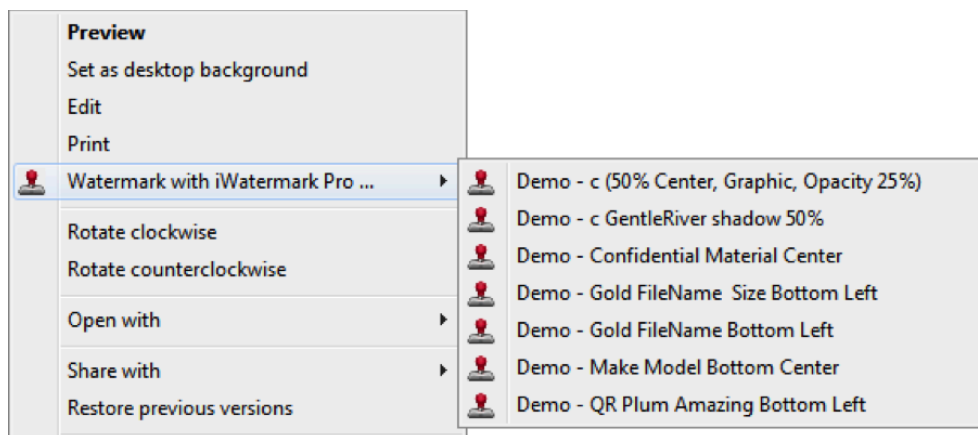 Preview
Set as desktop background
Edit
Print
Watermark with iWatermark Pro ...
Rotate clockwise
Rotate counterclockwise
Open with
Share with
Restore previous versions
Demo - c (50% Center, Graphic, Opacity 25%)
Demo - c GentleRiver shadow 50%
Demo - Confidential Material Center
Demo - Gold FileName  Size Bottom Left
Demo - Gold FileName Bottom Left
Demo - Make Model Bottom Center
Demo - QR Plum Amazing Bottom Left